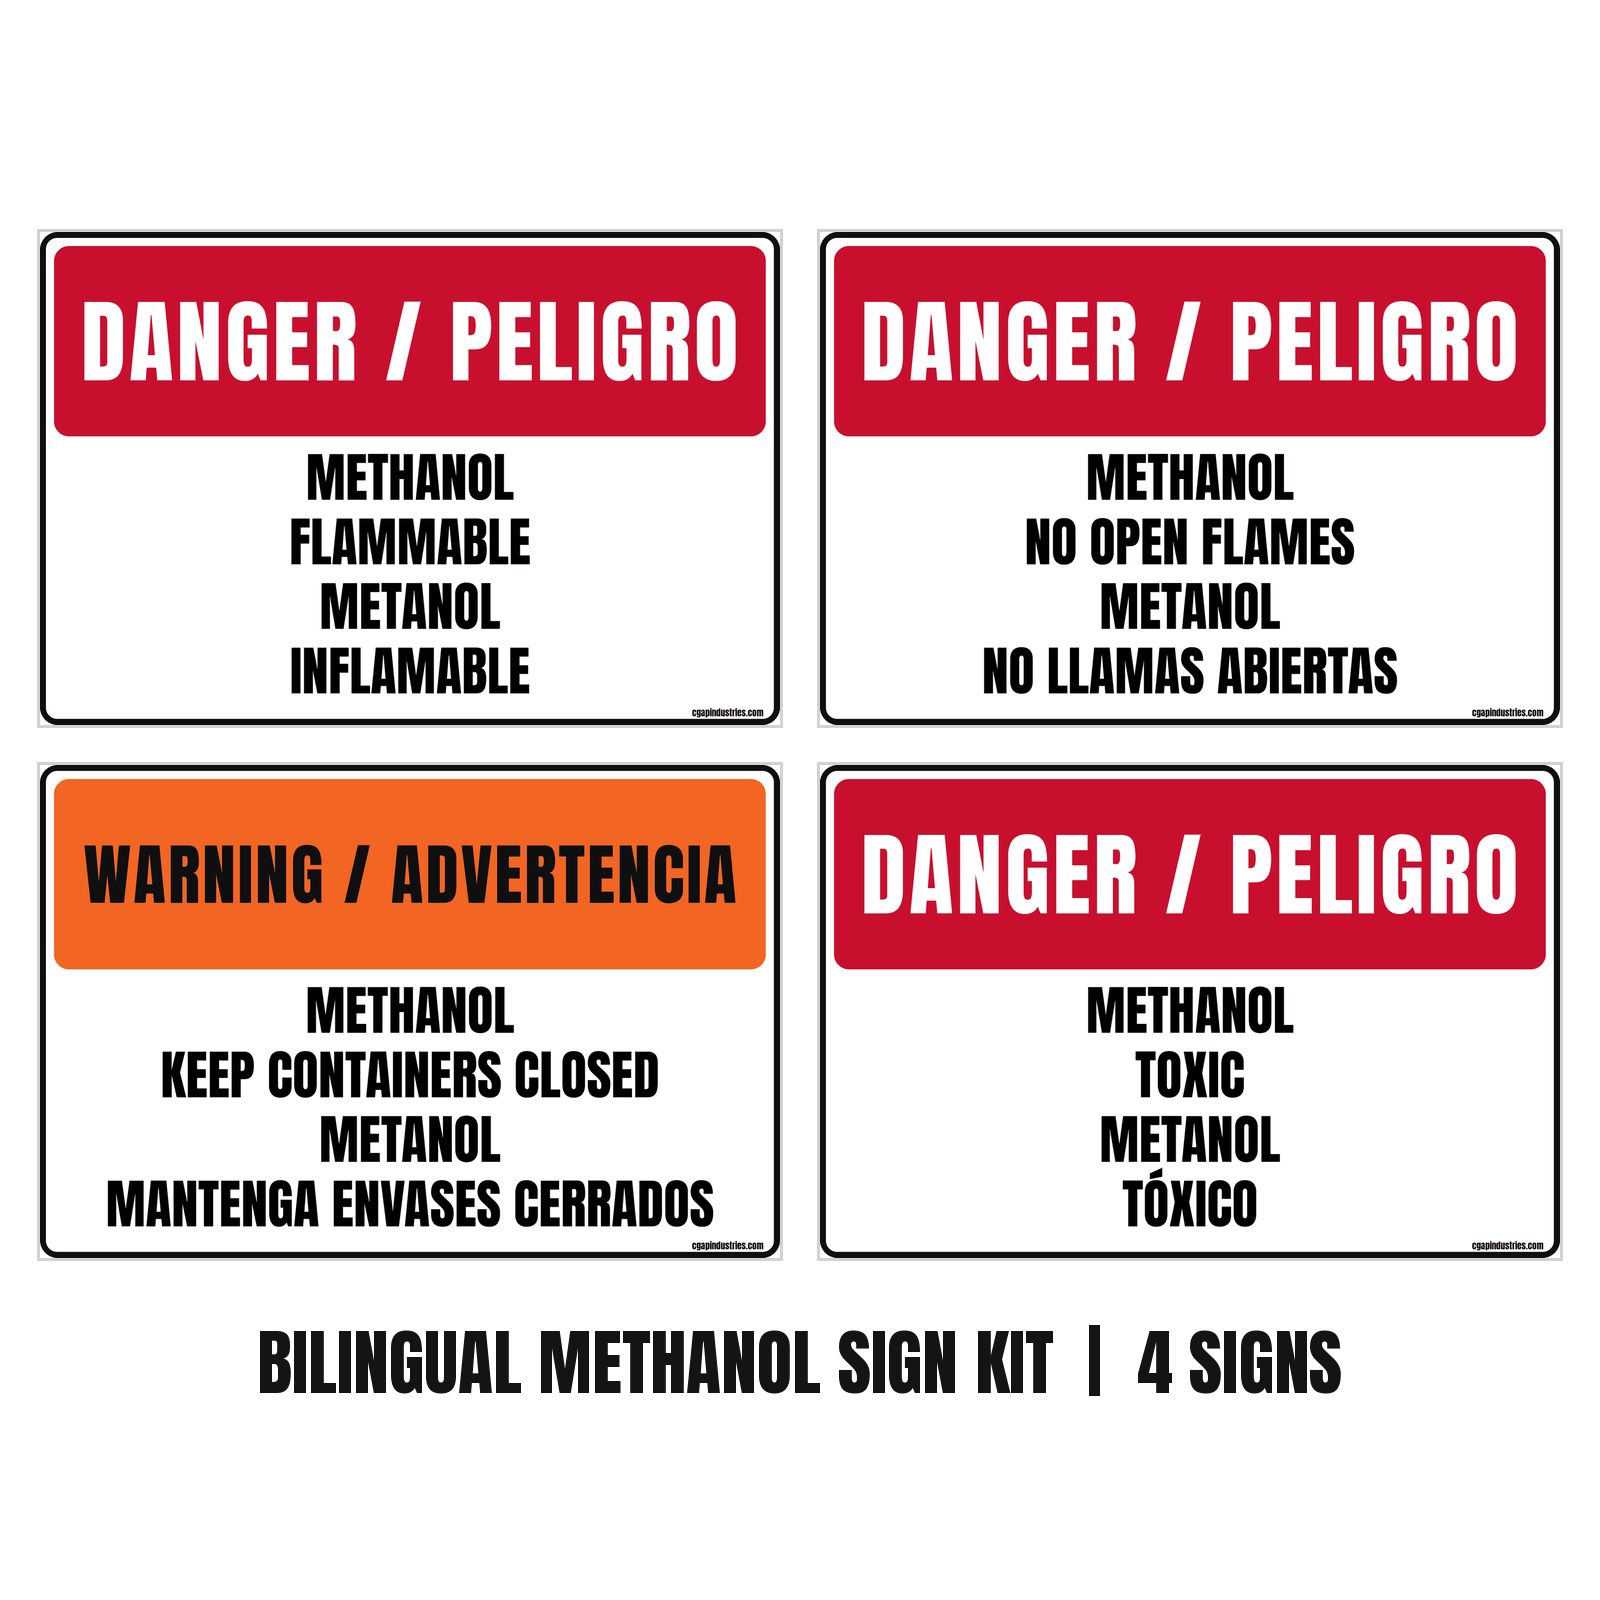 DANGER / PELIGRO
METHANOL
FLAMMABLE
METANOL
INFLAMABLE
cgapindustries.com
DANGER / PELIGRO
METHANOL
NO OPEN FLAMES
METANOL
NO LLAMAS ABIERTAS
cgapindustries.com
WARNING / ADVERTENCIA
METHANOL
KEEP CONTAINERS CLOSED
METANOL
MANTENGA ENVASES CERRADOS
cgapindustries.com
DANGER / PELIGRO
METHANOL
TOXIC
METANOL
TÓXICO
cgapindustries.com
BILINGUAL METHANOL SIGN KIT | 4 SIGNS